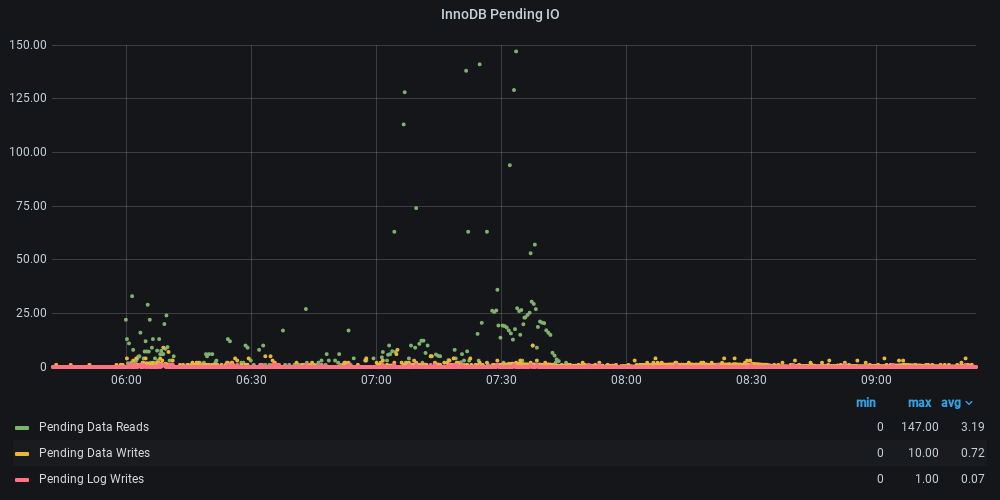 InnoDB Pending IO
150.00
125.00
100.00
75.00
50.00
25.00
0
06:00 06:30 07:00 07:30 08:00 08:30 09:00
min max avg
Pending Data Reads 0 147.00 3.19
Pending Data Writes 0 10.00 0.72
Pending Log Writes 0 1.00 0.07